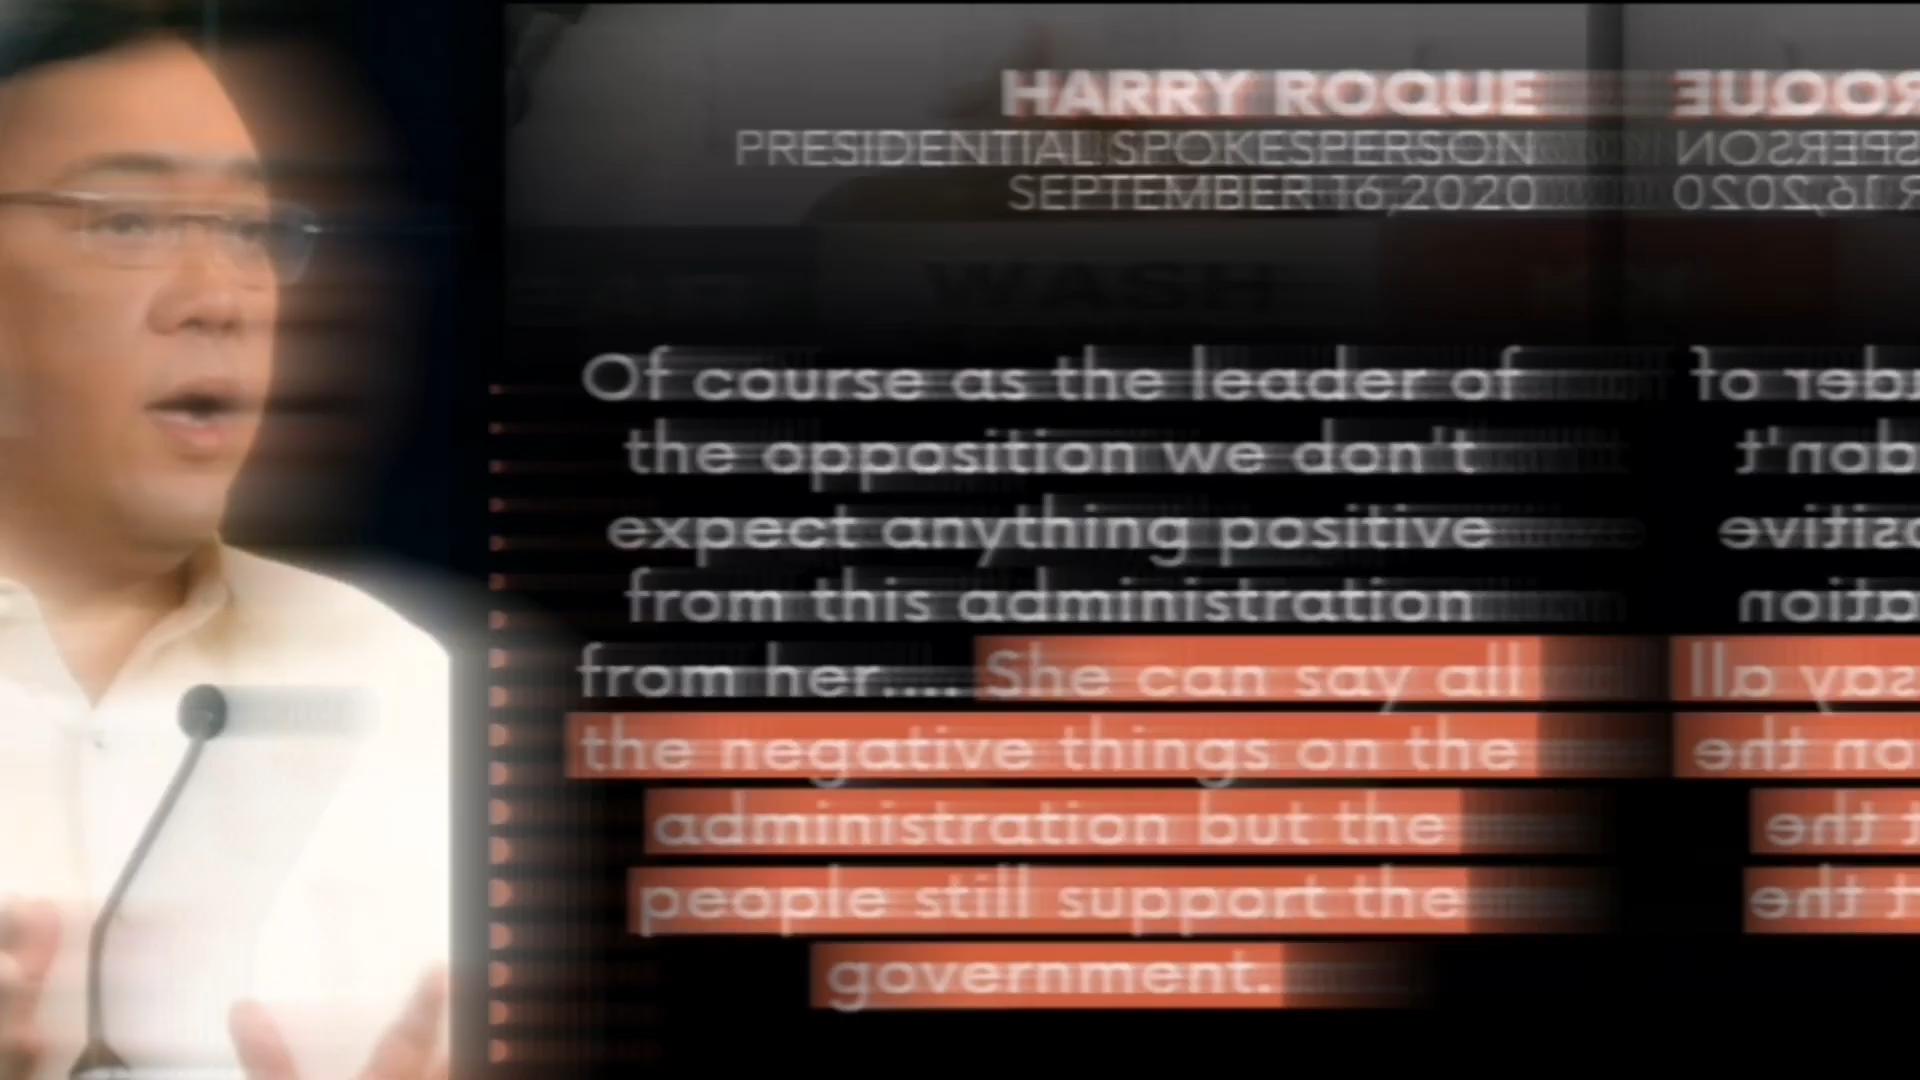 HARRY ROQUE
PRESIDENTIAL SPOKESPERSON
SEPTEMBER 16,2020
WASH
Of course as the leader of
the opposition we don't
expect anything positive
from this administration
from her.... She can say all
the negative things on the
administration but the
people still support the
government.